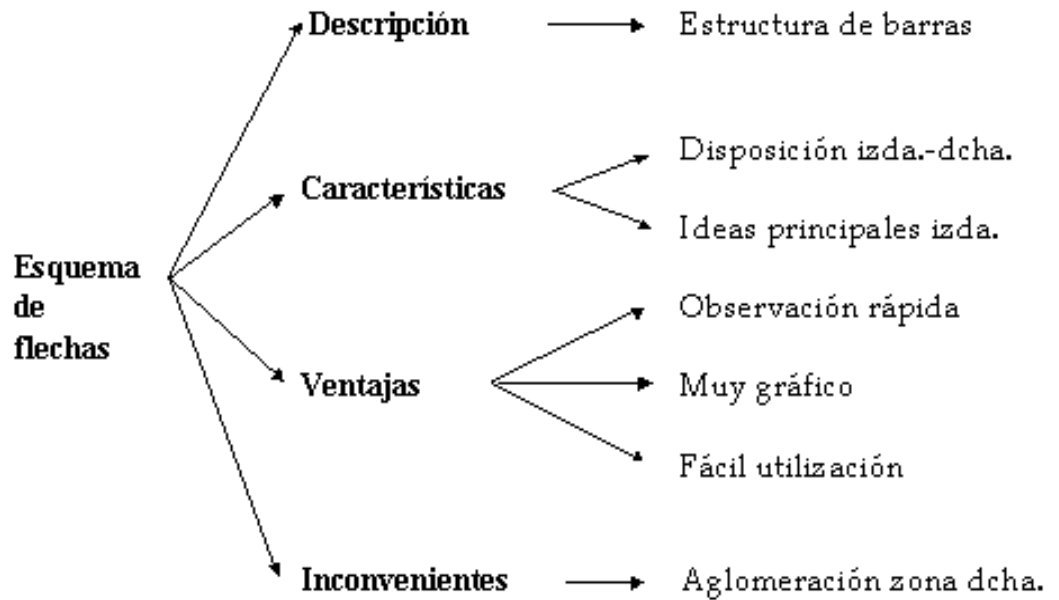 Descripción
Estructura de barras
Característísticas
Disposición izda.-dcha.
Ideas principales izda.
Esquema
de
flechas
Ventajas
Observación rápida
Muy gráfico
Fácil utilización
Inconvenientes
Aglomeración zona dcha.